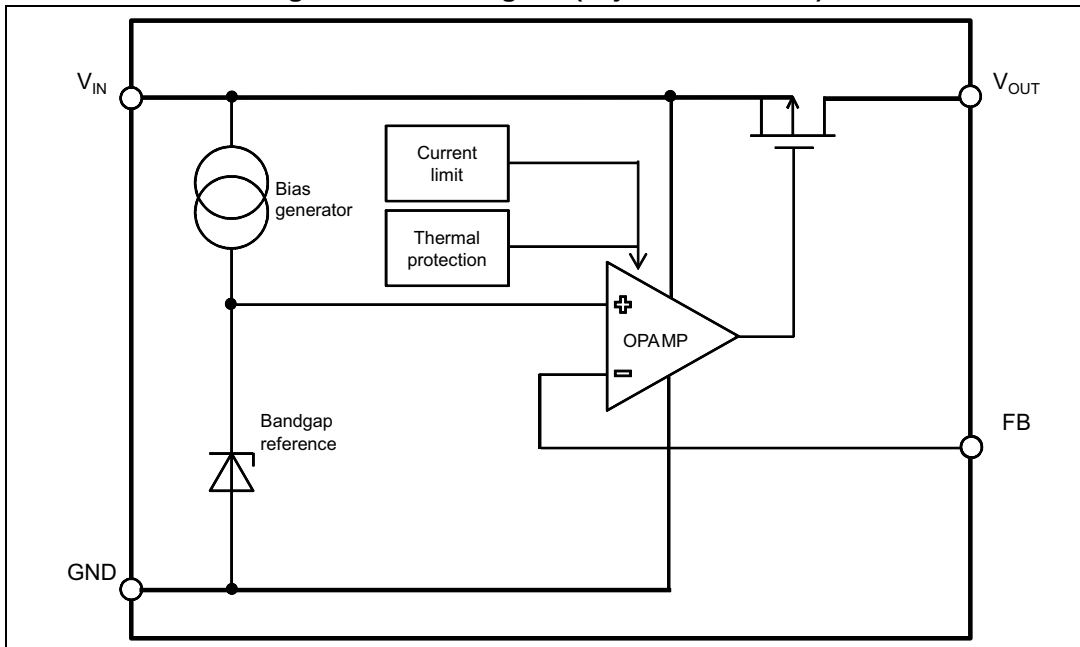 V_IN
V_OUT
Current
limit
Bias
generator
Thermal
protection
+
OPAMP
-
Bandgap
reference
FB
GND